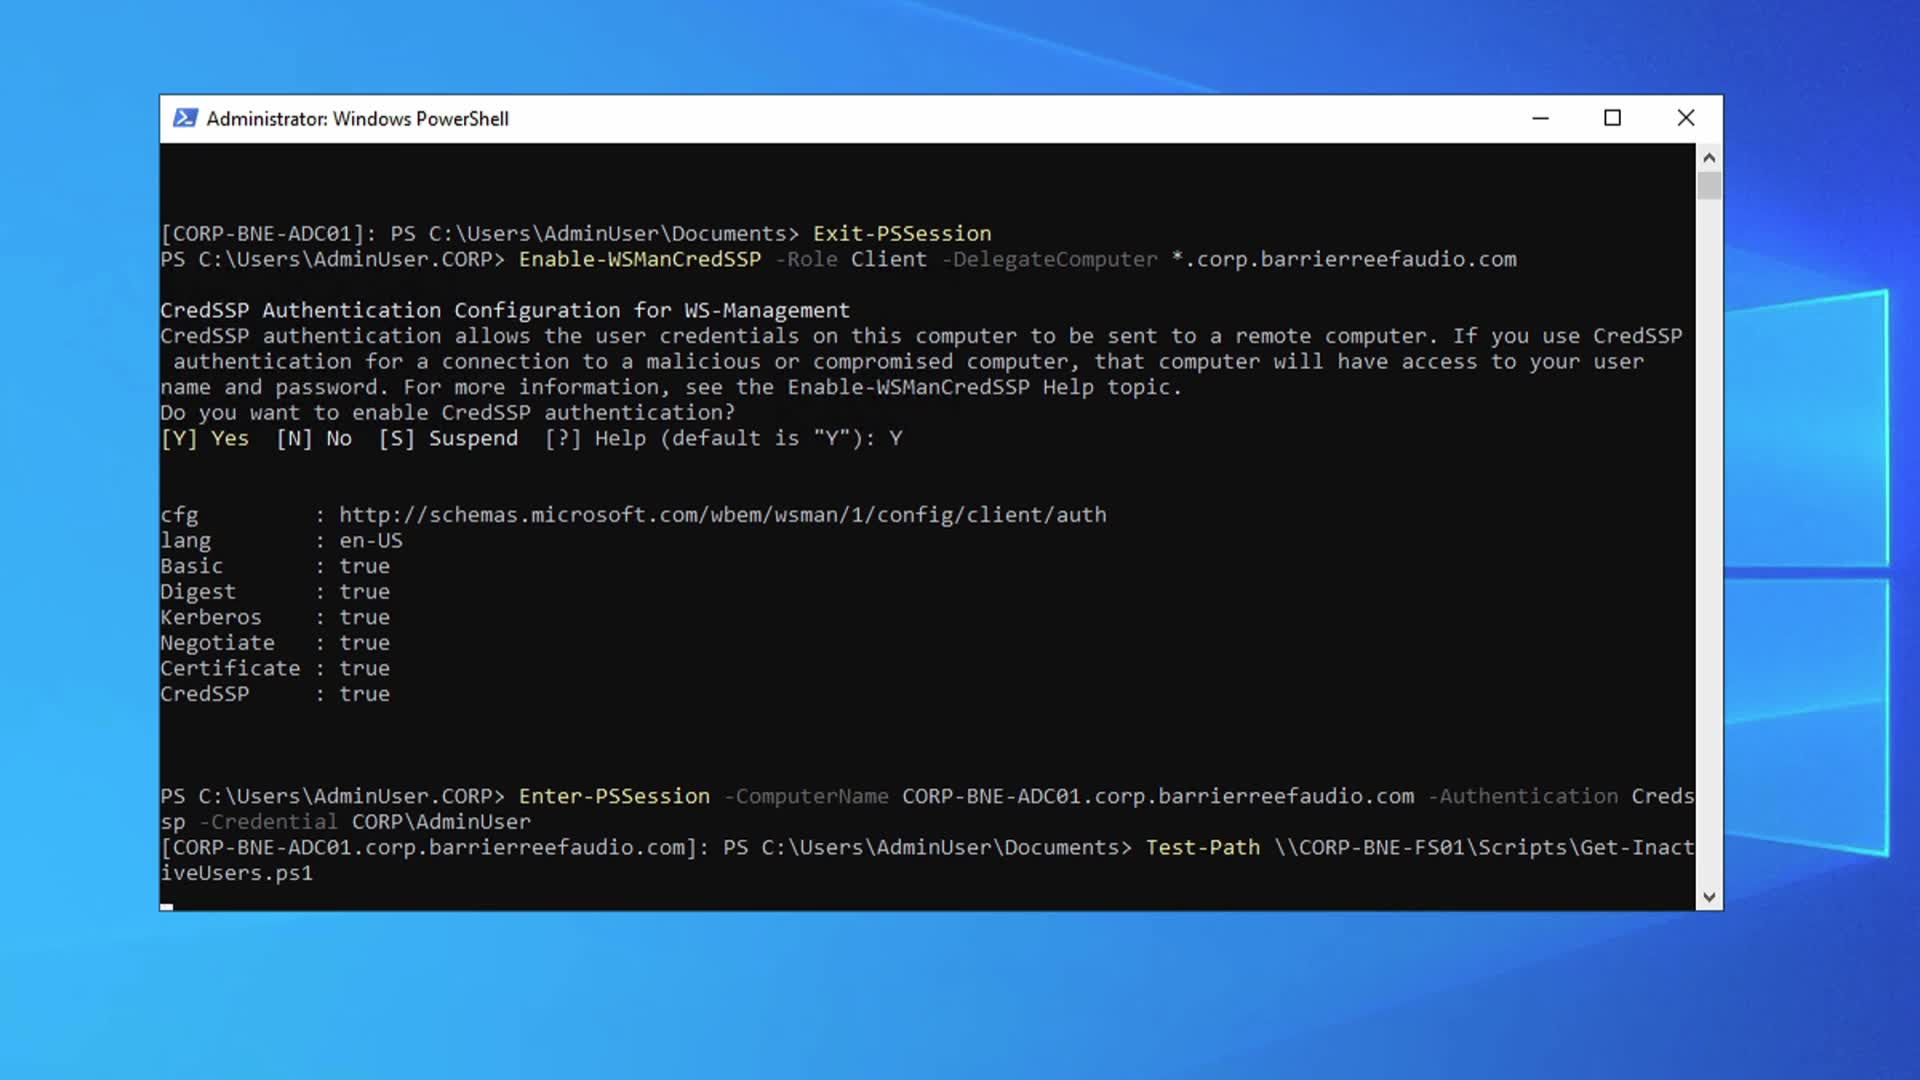 Administrator: Windows PowerShell
[CORP-BNE-ADC01]: PS C:\Users\AdminUser\Documents> Exit-PSSession
PS C:\Users\AdminUser.CORP> Enable-WSManCredSSP -Role Client -DelegateComputer *.corp.barrierreefaudio.com
CredSSP Authentication Configuration for WS-Management
CredSSP authentication allows the user credentials on this computer to be sent to a remote computer. If you use CredSSP
authentication for a connection to a malicious or compromised computer, that computer will have access to your user
name and password. For more information, see the Enable-WSManCredSSP Help topic.
Do you want to enable CredSSP authentication?
[Y] Yes  [N] No  [S] Suspend  [?] Help (default is "Y"): Y
cfg         : http://schemas.microsoft.com/wbem/wsman/1/config/client/auth
lang        : en-US
Basic       : true
Digest      : true
Kerberos    : true
Negotiate   : true
Certificate : true
CredSSP     : true
PS C:\Users\AdminUser.CORP> Enter-PSSession -ComputerName CORP-BNE-ADC01.corp.barrierreefaudio.com -Authentication Creds
sp -Credential CORP\AdminUser
[CORP-BNE-ADC01.corp.barrierreefaudio.com]: PS C:\Users\AdminUser\Documents> Test-Path \\CORP-BNE-FS01\Scripts\Get-Inact
iveUsers.ps1